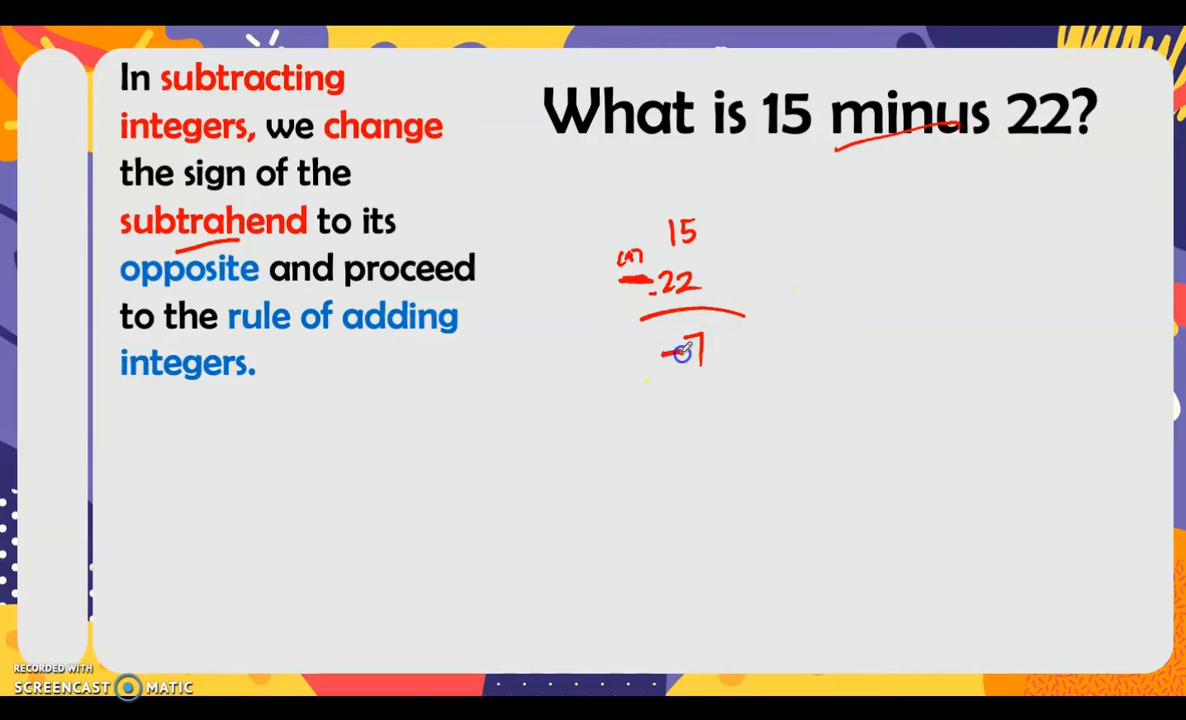 In subtracting
integers, we change
the sign of the
subtrahend to its
opposite and proceed
to the rule of adding
integers.
What is 15 minus 22?
15
-22
-7
RECORDED WITH
SCREENCAST MATIC